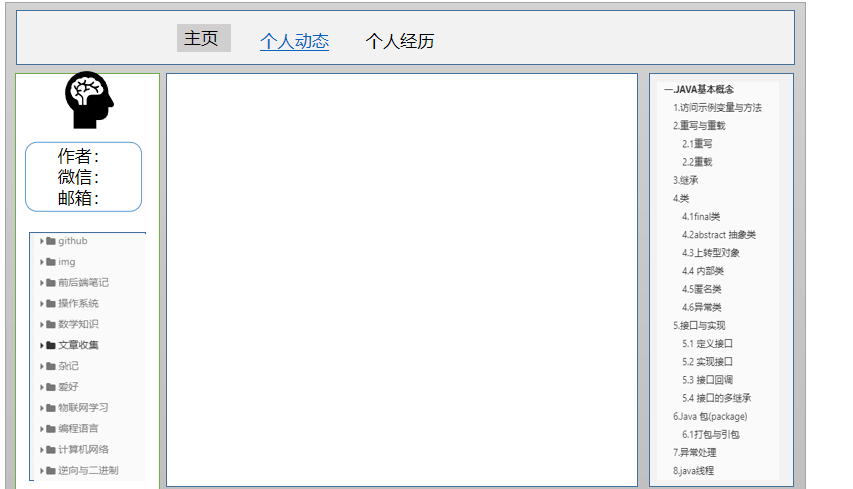 主页 个人动态 个人经历
作者：
微信：
邮箱：
github
img
前后端笔记
操作系统
数学知识
文章收集
杂记
爱好
物联网学习
编程语言
计算机网络
逆向与二进制
一.JAVA基本概念
1.访问示例变量与方法
2.重写与重载
2.1重写
2.2重载
3.继承
4.类
4.1final类
4.2abstract 抽象类
4.3上转型对象
4.4 内部类
4.5匿名类
4.6异常类
5.接口与实现
5.1 定义接口
5.2 实现接口
5.3 接口回调
5.4 接口的多继承
6.Java 包(package)
6.1打包与引包
7.异常处理
8.java线程